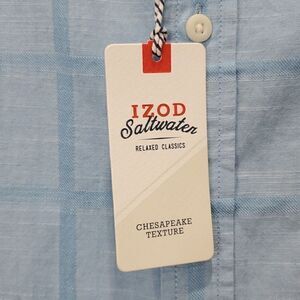 IZOD
Saltwater
RELAXED CLASSICS
CHESAPEAKE
TEXTURE